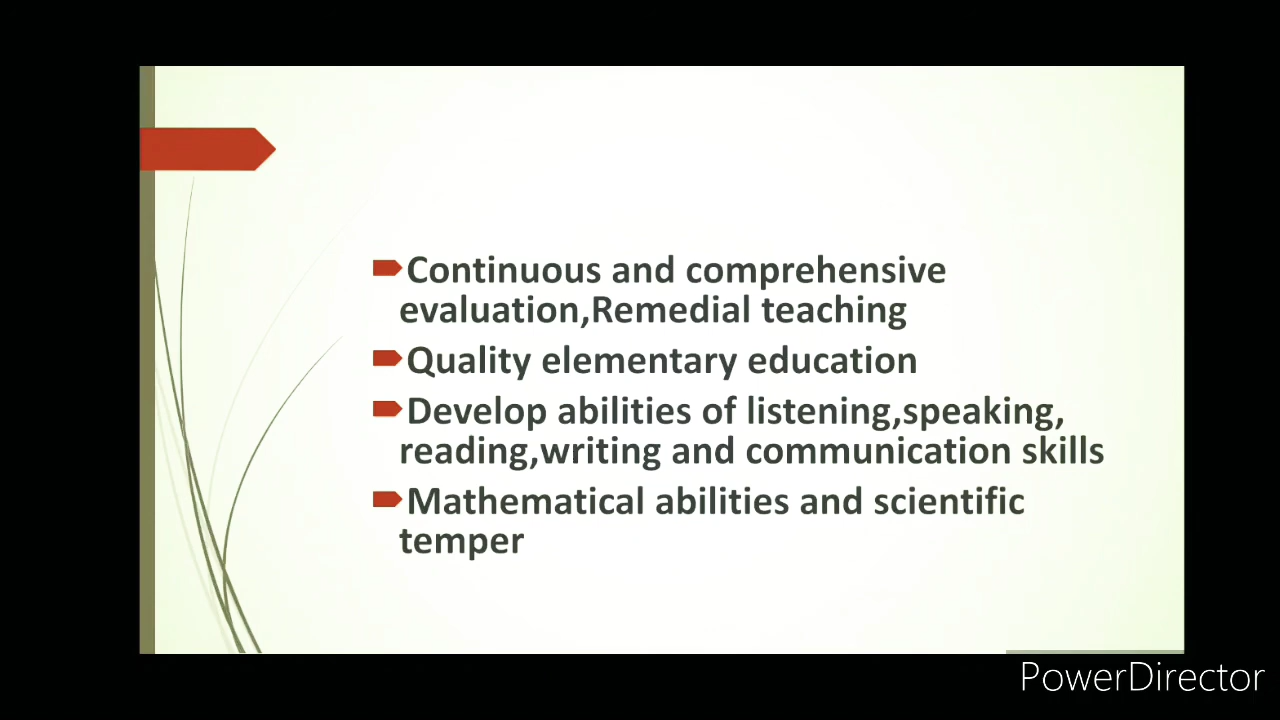 Continuous and comprehensive
evaluation,Remedial teaching
Quality elementary education
Develop abilities of listening,speaking,
reading,writing and communication skills
Mathematical abilities and scientific
temper
PowerDirector